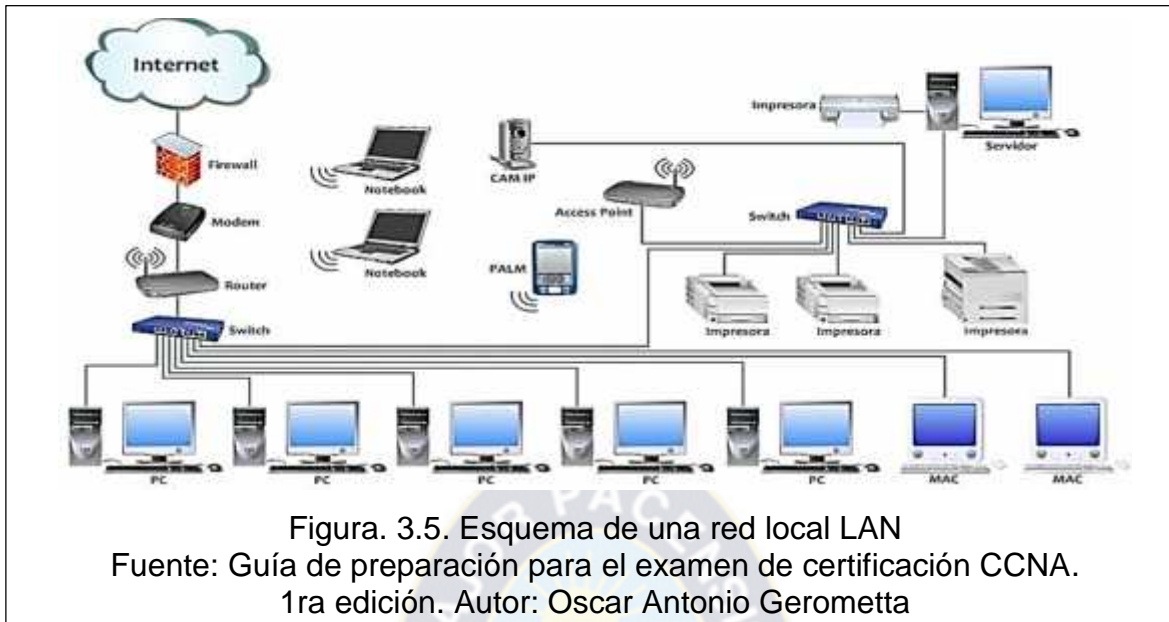 Internet
Firewall
Modem
Router
Switch
Notebook
Notebook
CAM IP
PALM
Access Point
Impresora
Servidor
Switch
Impresora
Impresora
Impresora
PC
PC
PC
PC
PC
MAC
MAC
Figura. 3.5. Esquema de una red local LAN
Fuente: Guía de preparación para el examen de certificación CCNA.
1ra edición. Autor: Oscar Antonio Gerometta